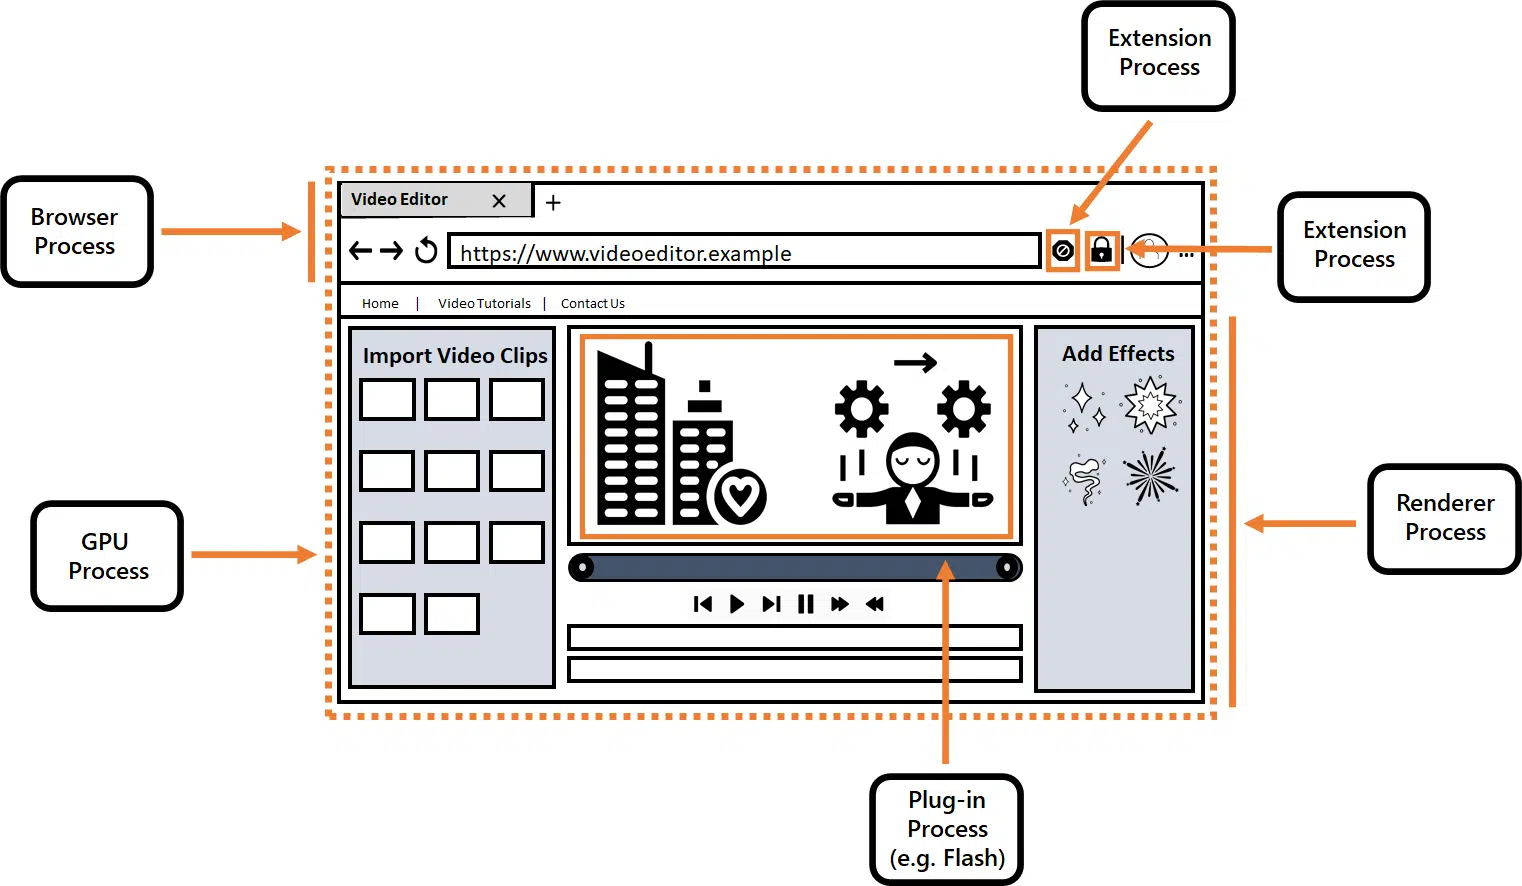 Extension
Process
Browser
Process
Extension
Process
Video Editor
https://www.videoeditor.example
Home | Video Tutorials | Contact Us
Import Video Clips
Add Effects
GPU
Process
Renderer
Process
Plug-in
Process
(e.g. Flash)